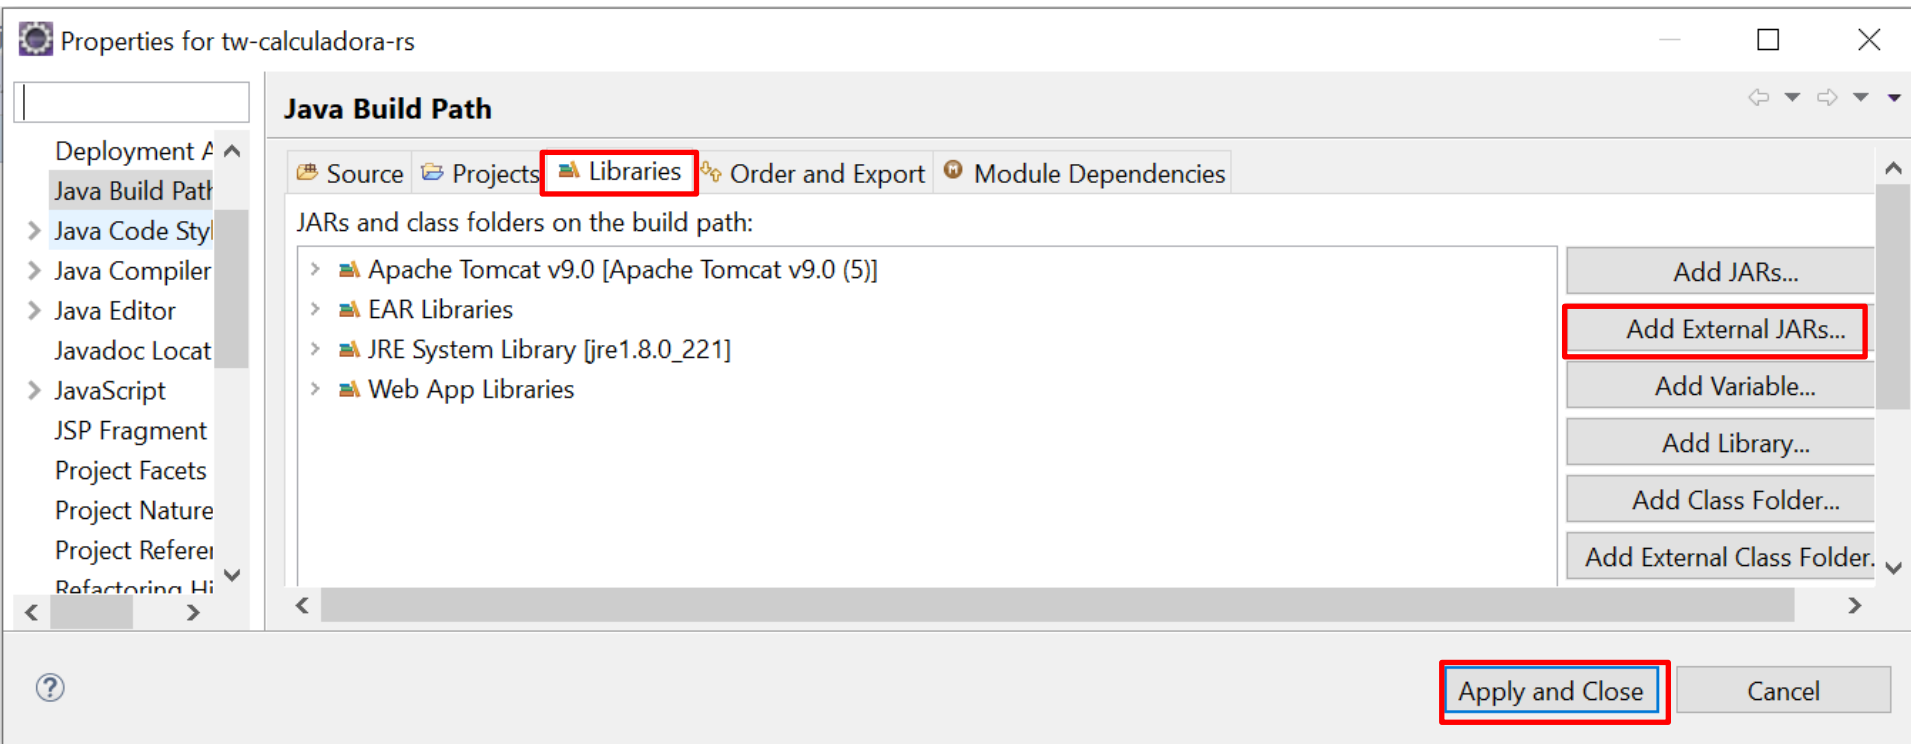 Properties for tw-calculadora-rs
Deployment A
Java Build Path
Java Code Styl
Java Compiler
Java Editor
Javadoc Locat
JavaScript
JSP Fragment
Project Facets
Project Nature
Project Referen
Refactoring Hi
Java Build Path
Source Projects Libraries Order and Export Module Dependencies
JARs and class folders on the build path:
Apache Tomcat v9.0 [Apache Tomcat v9.0 (5)]
EAR Libraries
JRE System Library [jre1.8.0_221]
Web App Libraries
Add JARs...
Add External JARs...
Add Variable...
Add Library...
Add Class Folder...
Add External Class Folder.
Apply and Close
Cancel